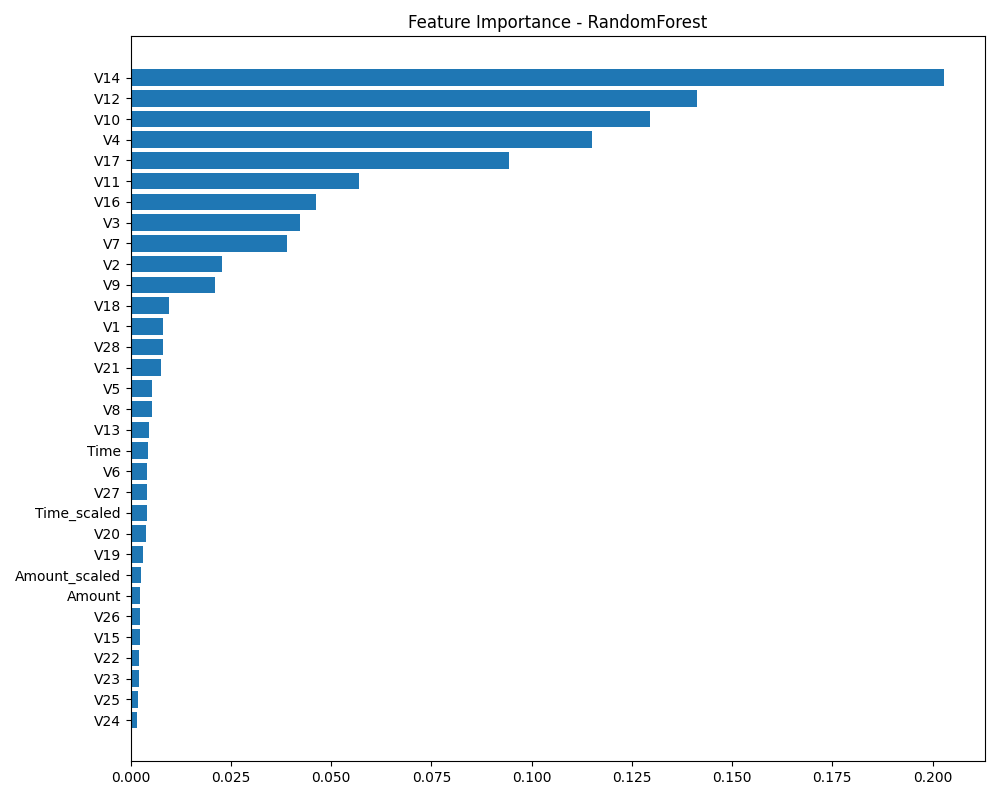 Feature Importance - RandomForest
V14
V12
V10
V4
V17
V11
V16
V3
V7
V2
V9
V18
V1
V28
V21
V5
V8
V13
Time
V6
V27
Time_scaled
V20
V19
Amount_scaled
Amount
V26
V15
V22
V23
V25
V24
0.000 0.025 0.050 0.075 0.100 0.125 0.150 0.175 0.200